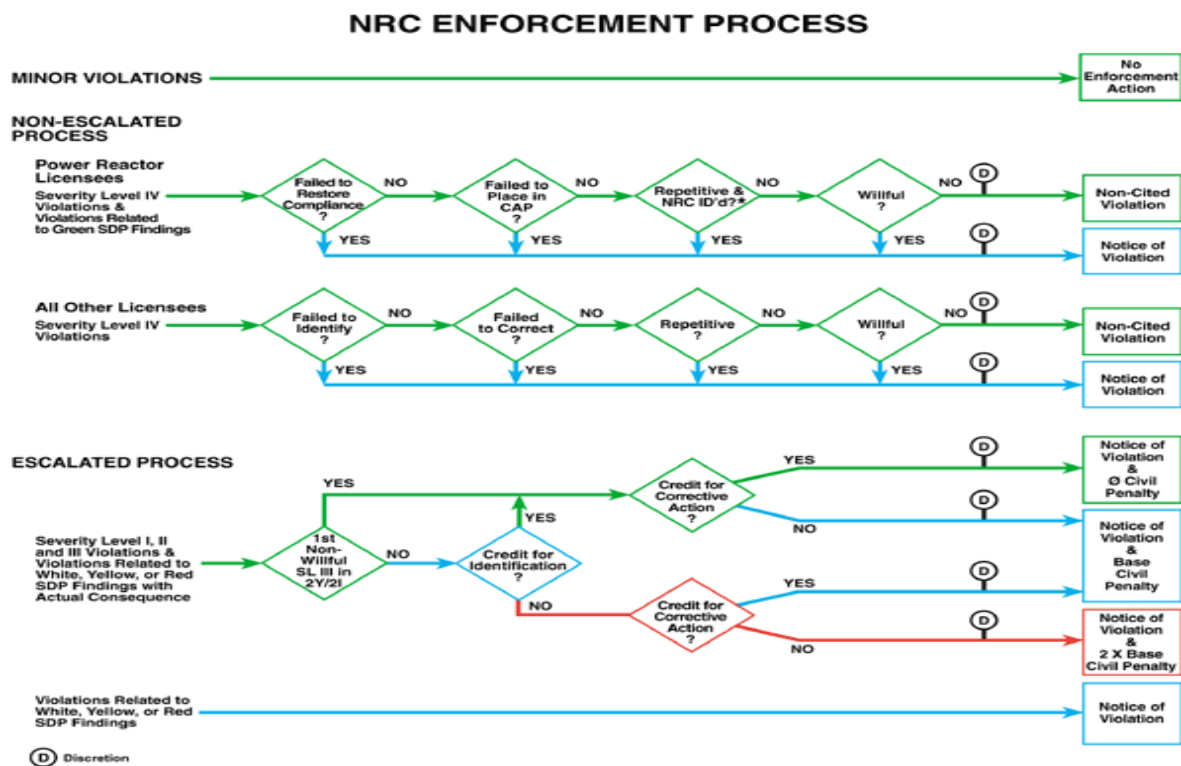 NRC ENFORCEMENT PROCESS
MINOR VIOLATIONS
No
Enforcement
Action
NON-ESCALATED
PROCESS
Power Reactor
Licensees
Severity Level IV
Violations &
Violations Related
to Green SDP Findings
Failed to
Restore
Compliance
?
NO
YES
Failed to
Place in
CAP
?
NO
YES
Repetitive &
NRC ID'd?*
NO
YES
Willful
?
NO
YES
D
Non-Cited
Violation
D
Notice of
Violation
All Other Licensees
Severity Level IV
Violations
Failed to
Identify
?
NO
YES
Failed
to Correct
?
NO
YES
Repetitive
?
NO
YES
Willful
?
NO
YES
D
Non-Cited
Violation
D
Notice of
Violation
ESCALATED PROCESS
Severity Level I, II
and III Violations &
Violations Related to
White, Yellow, or Red
SDP Findings with
Actual Consequence
1st
Non-
Willful
SL III in
2Y/2I
YES
NO
Credit for
Identification
?
YES
NO
Credit for
Corrective
Action
?
YES
NO
D
Notice of
Violation
&
Ø Civil
Penalty
D
Notice of
Violation
&
Base
Civil
Penalty
Credit for
Corrective
Action
?
YES
NO
D
D
Notice of
Violation
&
2 X Base
Civil Penalty
Violations Related to
White, Yellow, or Red
SDP Findings
Notice of
Violation
D Discretion